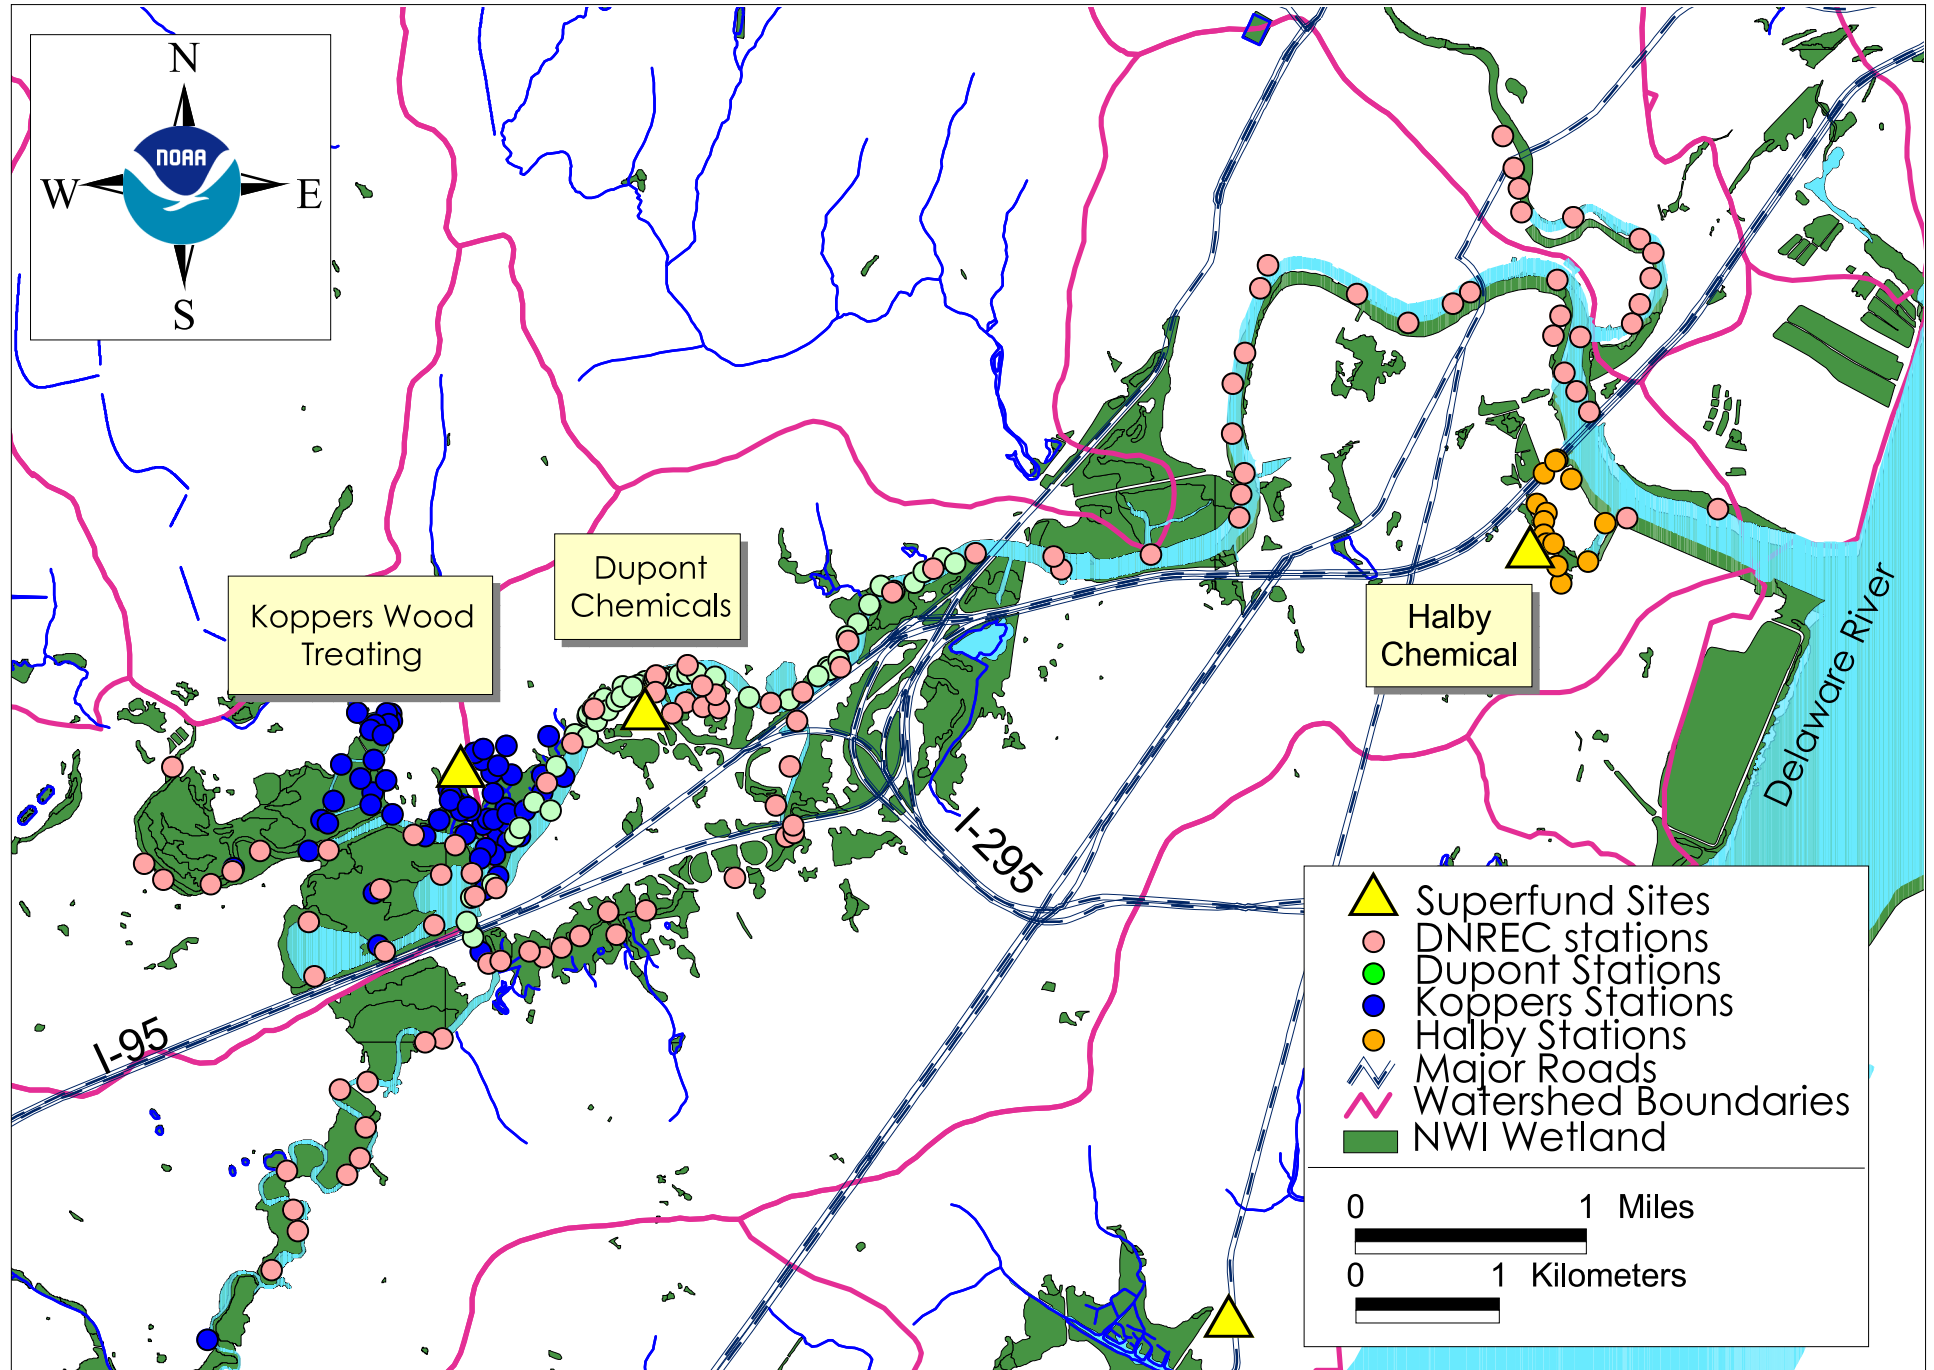 N
NOAA
W
E
S
Dupont
Chemicals
Koppers Wood
Treating
Halby
Chemical
Delaware River
I-295
I-95
Superfund Sites
DNREC stations
Dupont Stations
Koppers Stations
Halby Stations
Major Roads
Watershed Boundaries
NWI Wetland
0 1 Miles
0 1 Kilometers